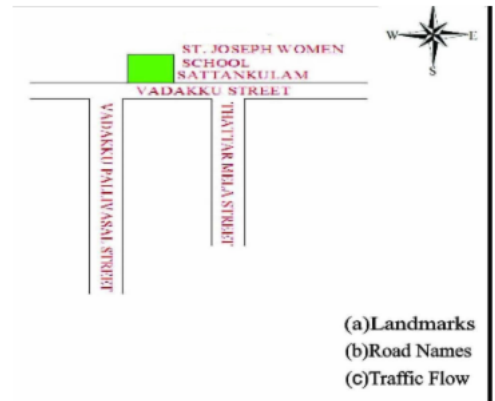 ST. JOSEPH WOMEN
SCHOOL
SATTANKULAM
VADAKKU STREET
VADAKKU PALLIVASAL STREET
THATTAR MELA STREET
W
E
S
(a)Landmarks
(b)Road Names
(c)Traffic Flow